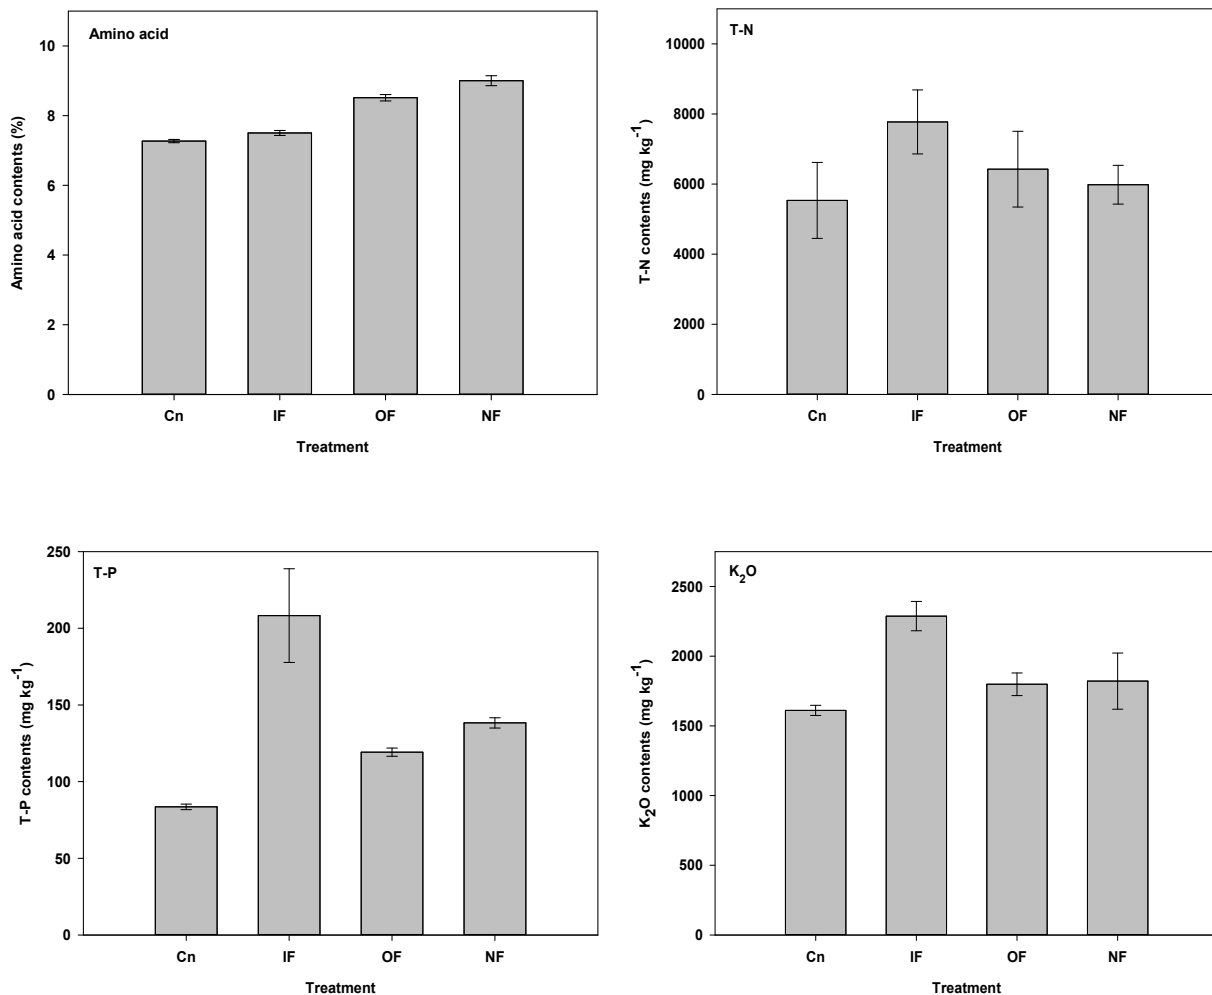 Amino acid
Amino acid contents (%)
10
8
6
4
2
0
Cn IF OF NF
Treatment
T-N
T-N contents (mg kg⁻¹)
10000
8000
6000
4000
2000
0
Cn IF OF NF
Treatment
T-P
T-P contents (mg kg⁻¹)
250
200
150
100
50
0
Cn IF OF NF
Treatment
K₂O
K₂O contents (mg kg⁻¹)
2500
2000
1500
1000
500
0
Cn IF OF NF
Treatment